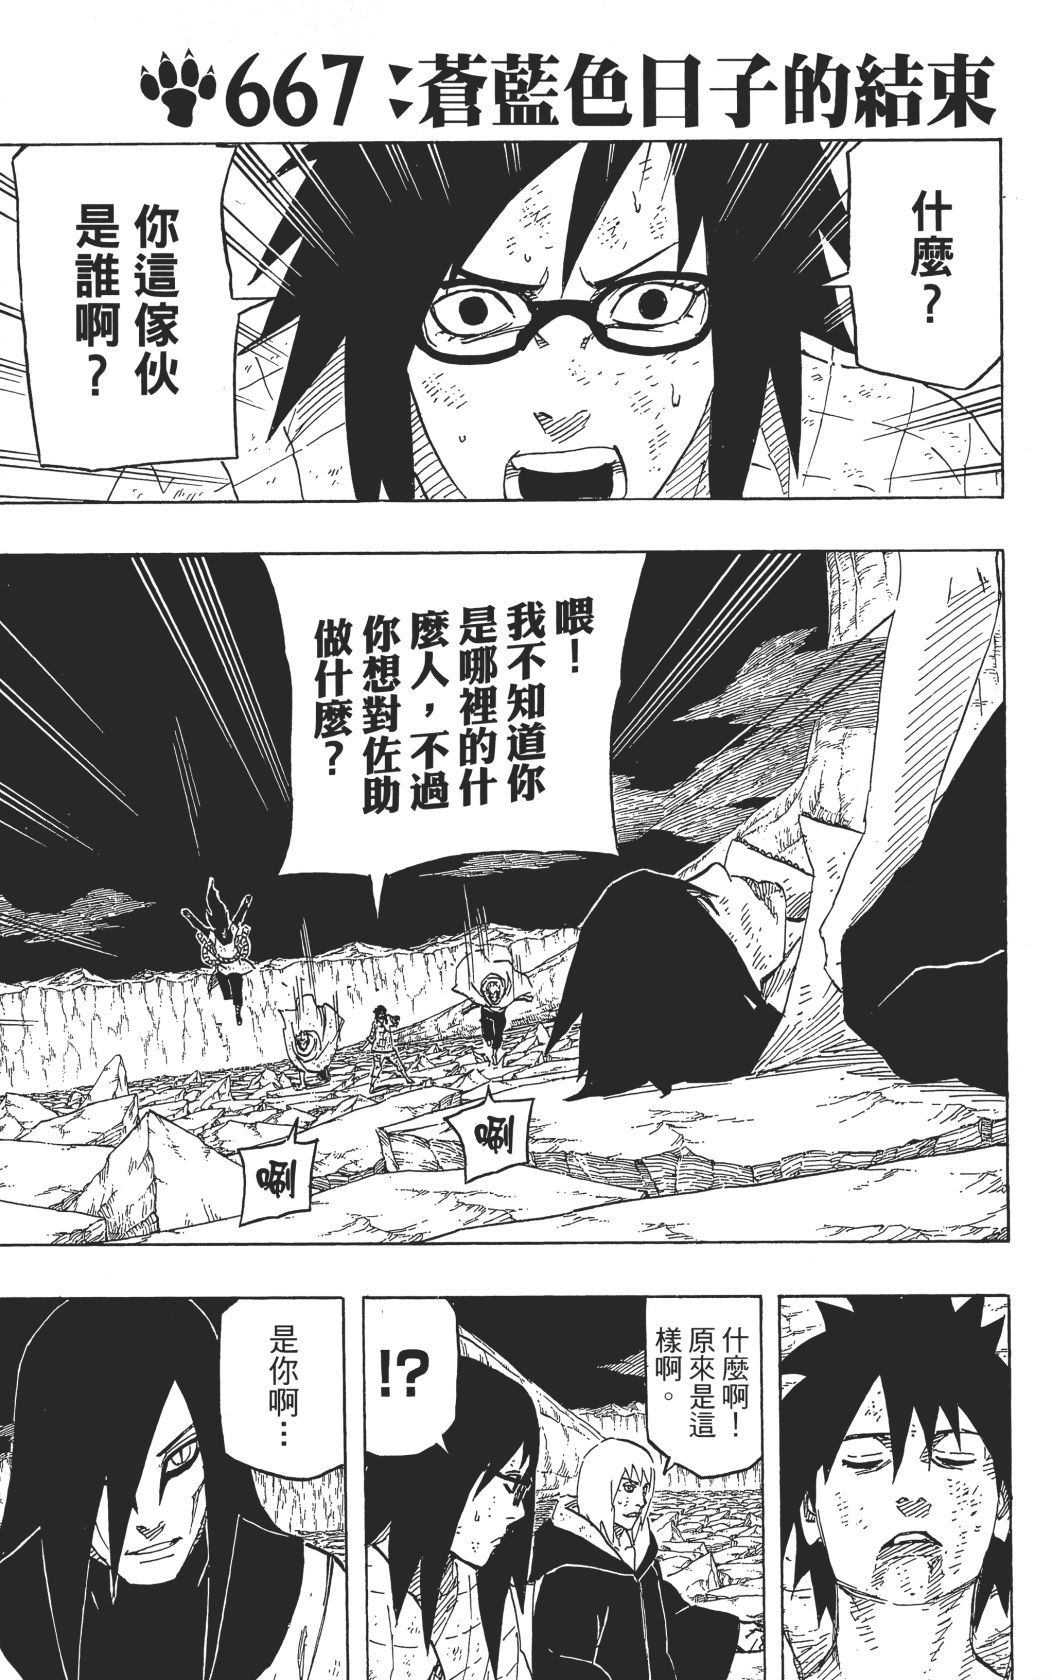 667：蒼藍色日子的結束
什麼？
你這傢伙
是誰啊？
喂！
我不知道你
是哪裡的什
麼人，不過
你想對佐助
做什麼？
唰
唰
什麼啊！
原來是這
樣啊。
!?
是你啊…